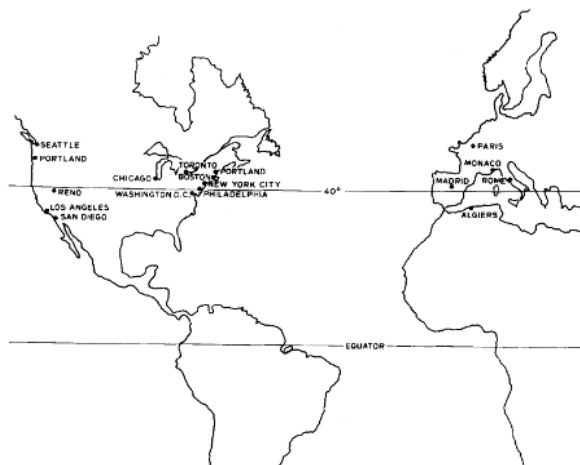 SEATTLE
PARIS
PORTLAND
TORONTO
PORTLAND
MONACO
BOSTON
CHICAGO
NEW YORK CITY
MADRID
ROME
RENO
WASHINGTON D.C.
PHILADELPHIA
40°
LOS ANGELES
SAN DIEGO
ALGIERS
EQUATOR